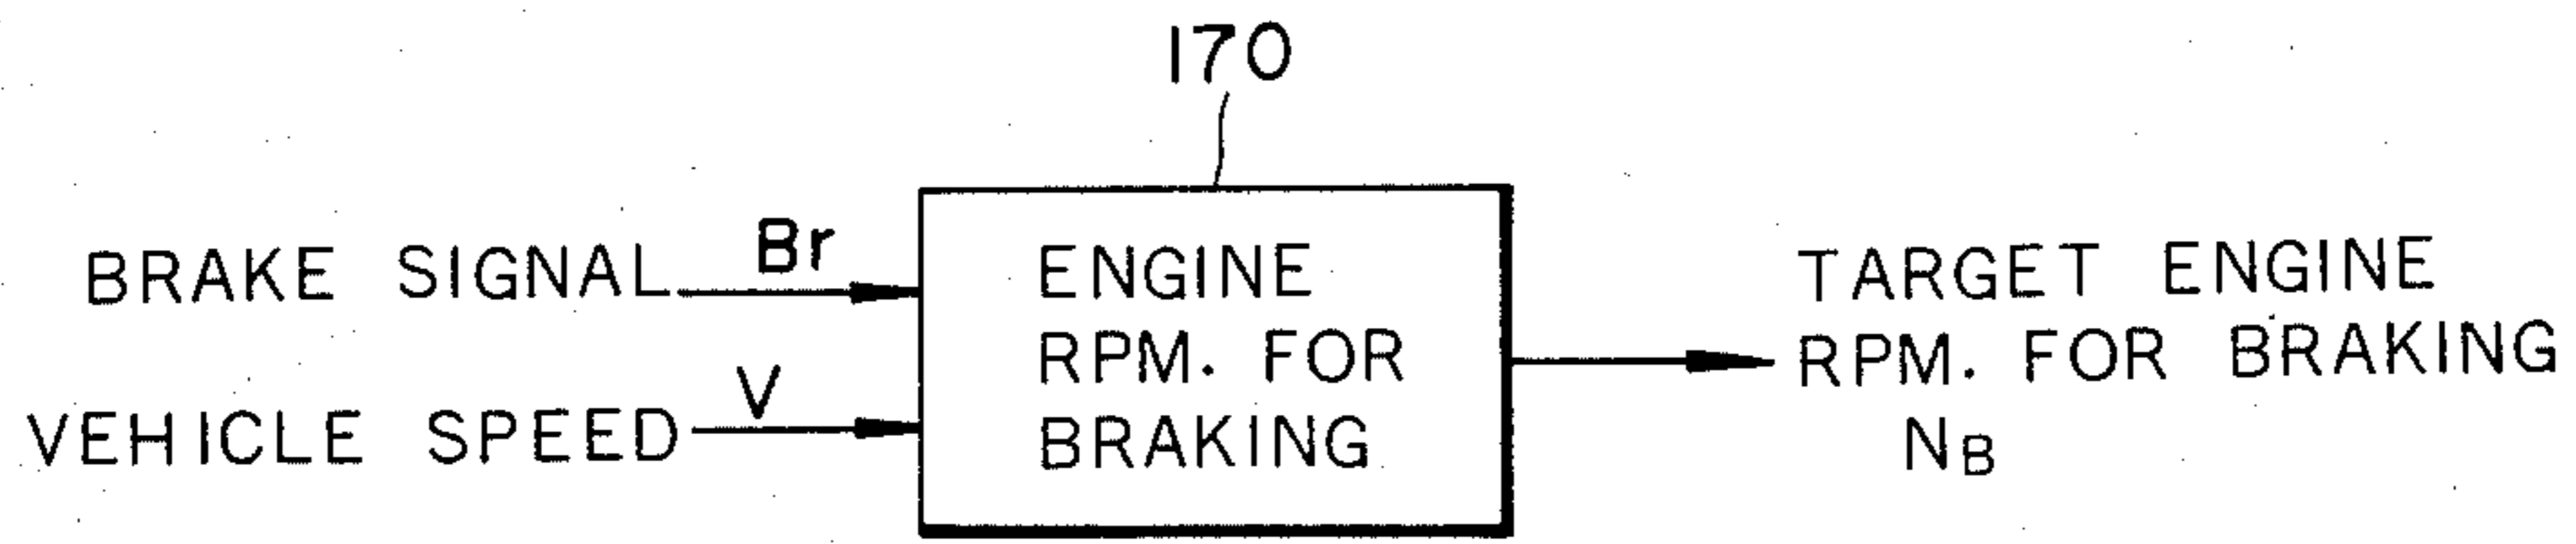 170
BRAKE SIGNAL
Br
VEHICLE SPEED
V
ENGINE
RPM. FOR
BRAKING
TARGET ENGINE
RPM. FOR BRAKING
NB